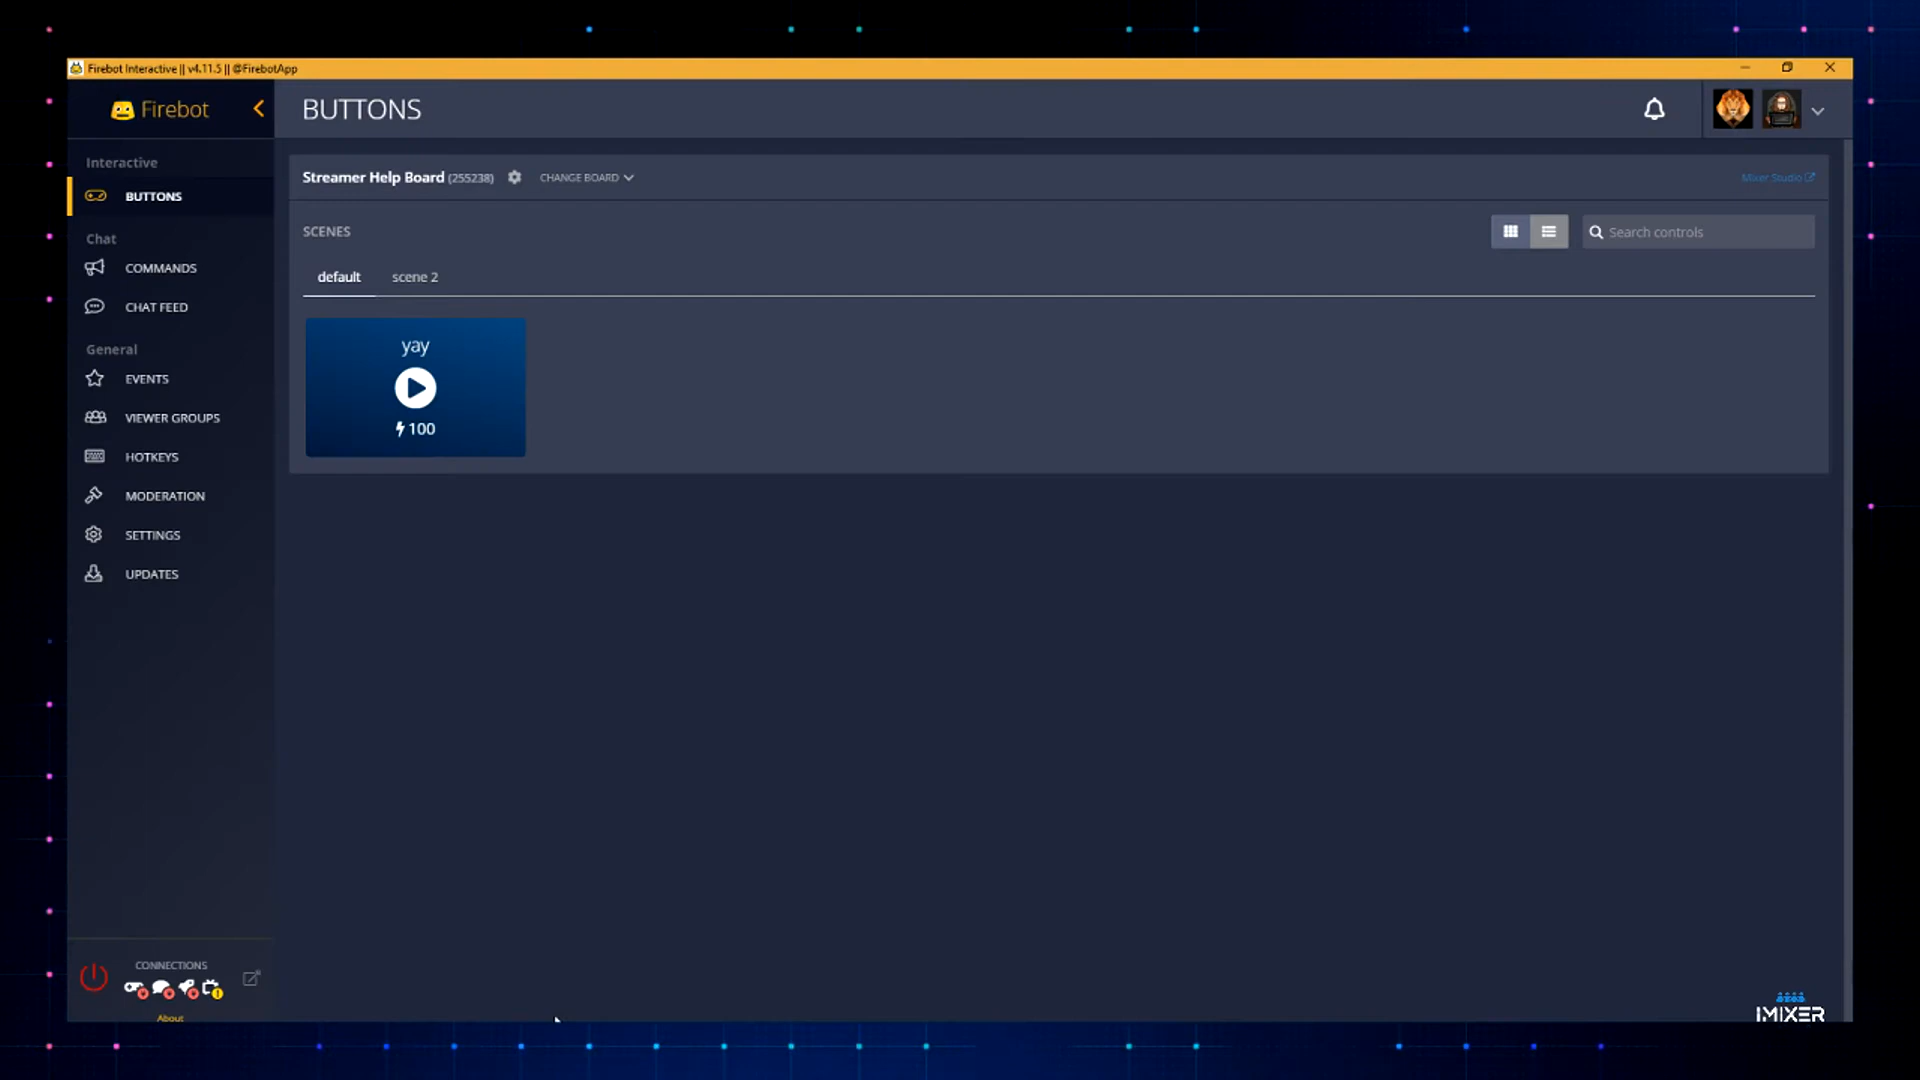 Firebot Interactive || v4.11.5 || @FirebotApp
Firebot
BUTTONS
Interactive
BUTTONS
Chat
COMMANDS
CHAT FEED
General
EVENTS
VIEWER GROUPS
HOTKEYS
MODERATION
SETTINGS
UPDATES
Streamer Help Board (255238)
CHANGE BOARD
Mixer Studio
SCENES
Search controls
default
scene 2
yay
100
CONNECTIONS
About
IMIXER